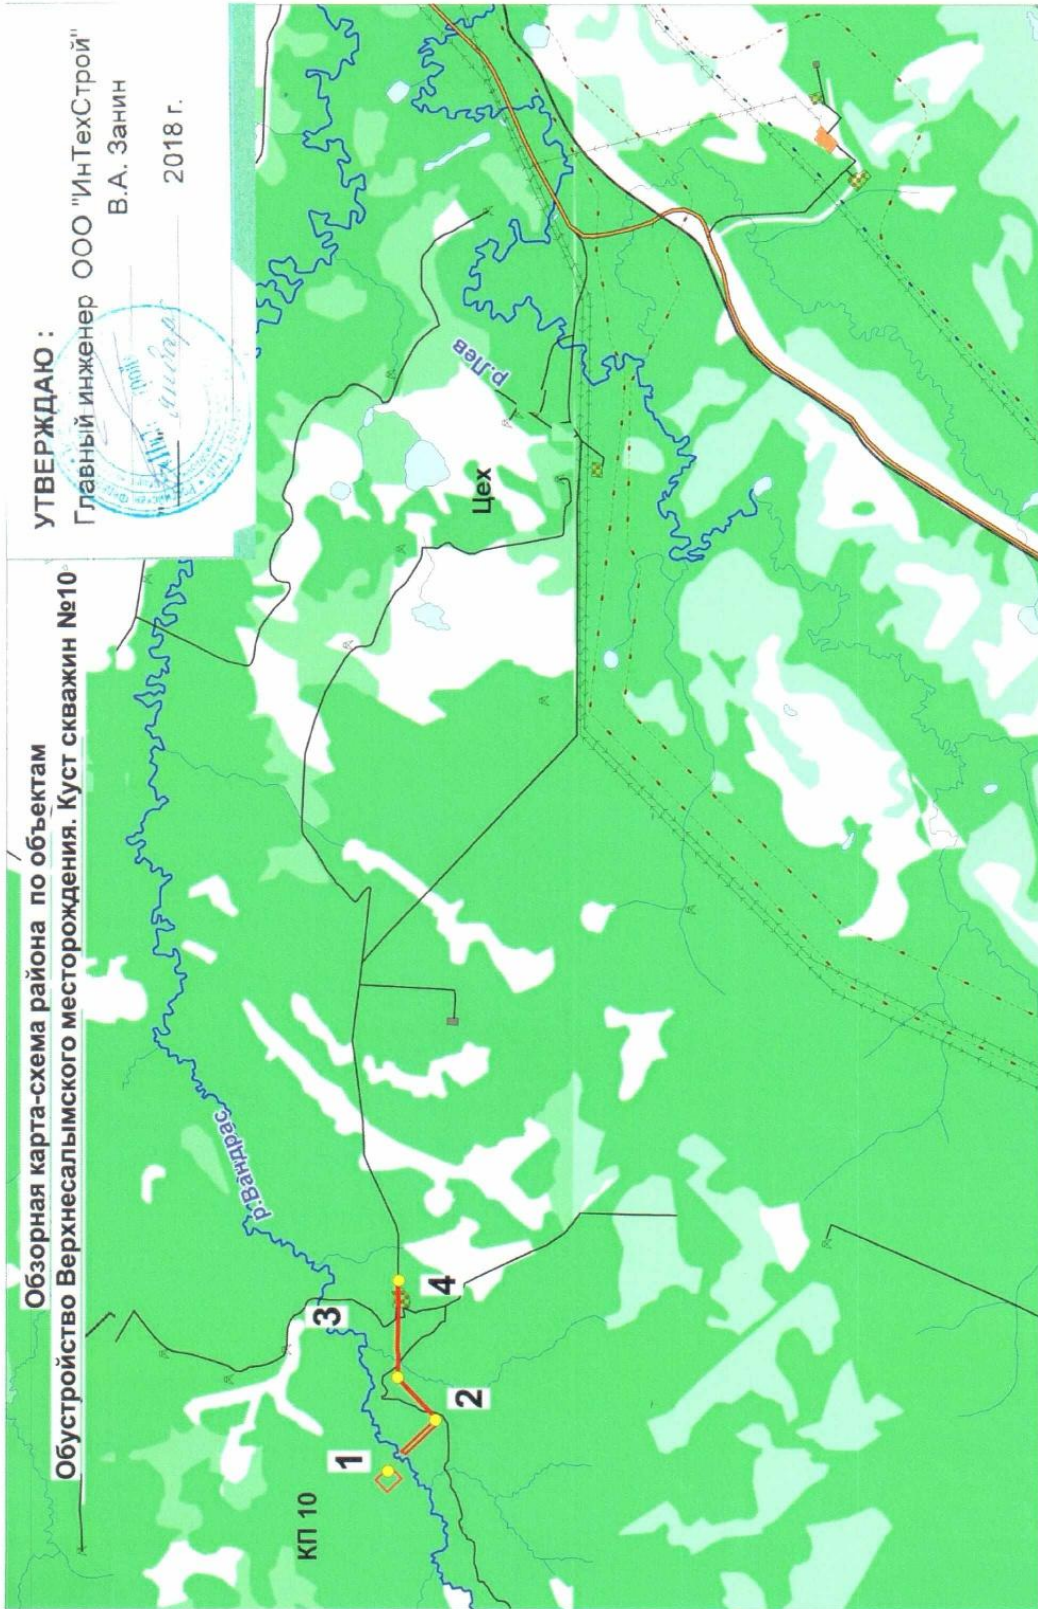 УТВЕРЖДАЮ :
Главный инженер ООО "ИнТехСтрой"
В.А. Занин
2018 г.
Обзорная карта-схема района по объектам
Обустройство Верхнесалымского месторождения. Куст скважин №10
р.Вандрас
р.Лев
Цех
КП 10
1
2
3
4